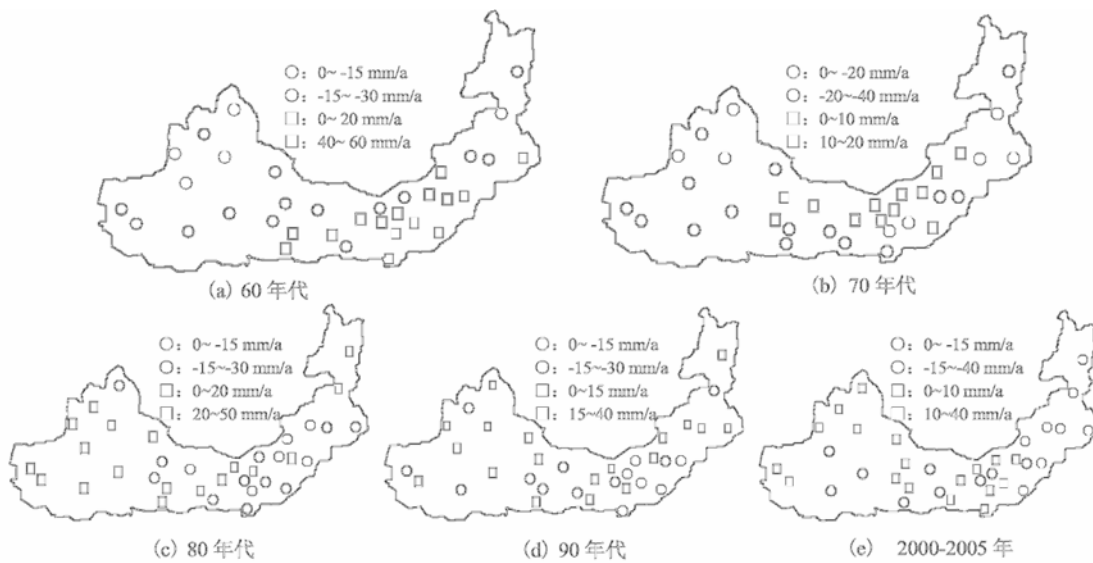 ○: 0~ -15 mm/a
○: -15~ -30 mm/a
□: 0~ 20 mm/a
□: 40~ 60 mm/a
(a) 60 年代
○: 0~ -20 mm/a
○: -20~ -40 mm/a
□: 0~ 10 mm/a
□: 10~ 20 mm/a
(b) 70 年代
○: 0~ -15 mm/a
○: -15~ -30 mm/a
□: 0~20 mm/a
□: 20~50 mm/a
(c) 80 年代
○: 0~ -15 mm/a
○: -15~ -30 mm/a
□: 0~15 mm/a
□: 15~40 mm/a
(d) 90 年代
○: 0~ -15 mm/a
○: -15~ -40 mm/a
□: 0~10 mm/a
□: 10~40 mm/a
(e) 2000-2005 年